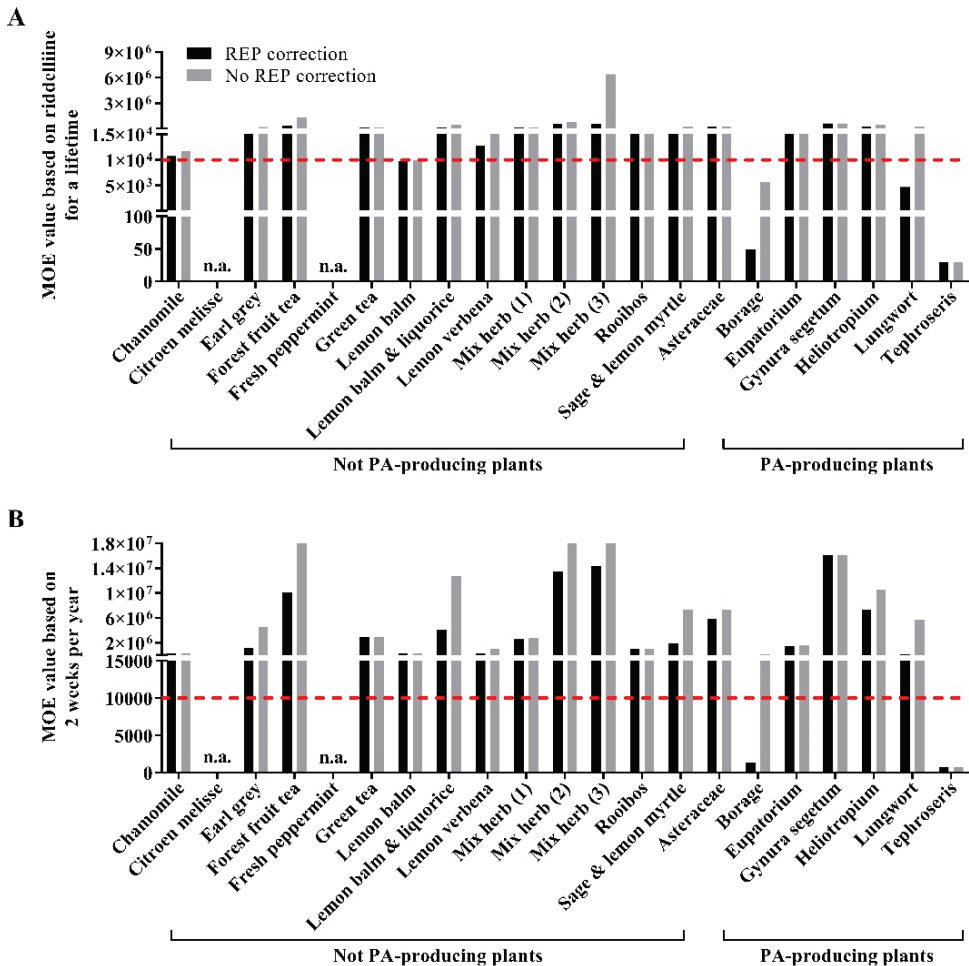 A
REP correction
No REP correction
MOE value based on riddelliine
for a lifetime
9×10⁶
6×10⁶
3×10⁶
1.5×10⁴
1×10⁴
5×10³
100
50
0
n.a.
n.a.
Chamomile
Citroen melisse
Earl grey
Forest fruit tea
Fresh peppermint
Green tea
Lemon balm
Lemon balm & liquorice
Lemon verbena
Mix herb (1)
Mix herb (2)
Mix herb (3)
Rooibos
Sage & lemon myrtle
Asteraceae
Borage
Eupatorium
Gynura segetum
Heliotropium
Lungwort
Tephroseris
Not PA-producing plants
PA-producing plants
B
MOE value based on
2 weeks per year
1.8×10⁷
1.4×10⁷
1.0×10⁷
6×10⁶
2×10⁶
15000
10000
5000
0
n.a.
n.a.
Chamomile
Citroen melisse
Earl grey
Forest fruit tea
Fresh peppermint
Green tea
Lemon balm
Lemon balm & liquorice
Lemon verbena
Mix herb (1)
Mix herb (2)
Mix herb (3)
Rooibos
Sage & lemon myrtle
Asteraceae
Borage
Eupatorium
Gynura segetum
Heliotropium
Lungwort
Tephroseris
Not PA-producing plants
PA-producing plants